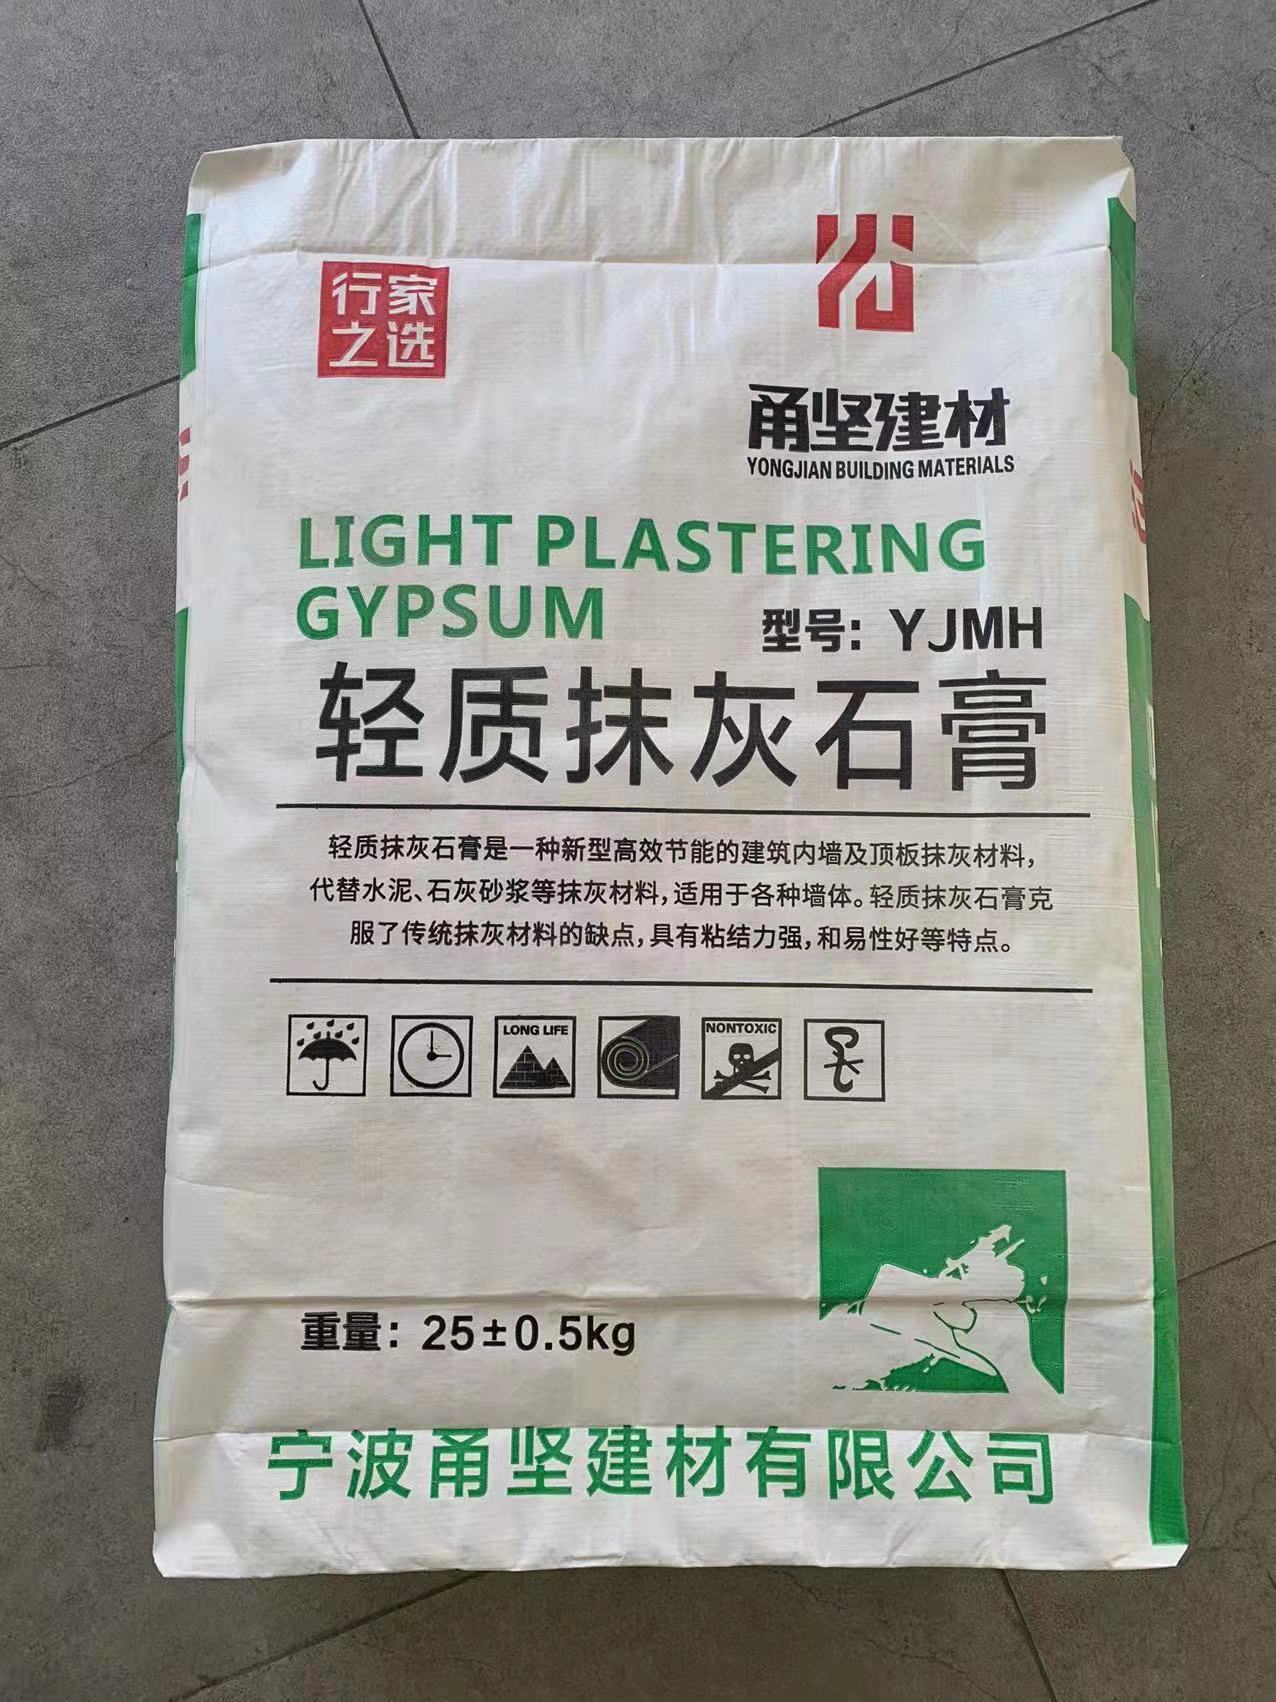 行家
之选
甬坚建材
YONGJIAN BUILDING MATERIALS
LIGHT PLASTERING
GYPSUM
型号：YJMH
轻质抹灰石膏
轻质抹灰石膏是一种新型高效节能的建筑内墙及顶板抹灰材料，
代替水泥、石灰砂浆等抹灰材料，适用于各种墙体。轻质抹灰石膏克
服了传统抹灰材料的缺点，具有粘结力强，和易性好等特点。
LONG LIFE
NONTOXIC
重量：25±0.5kg
宁波甬坚建材有限公司